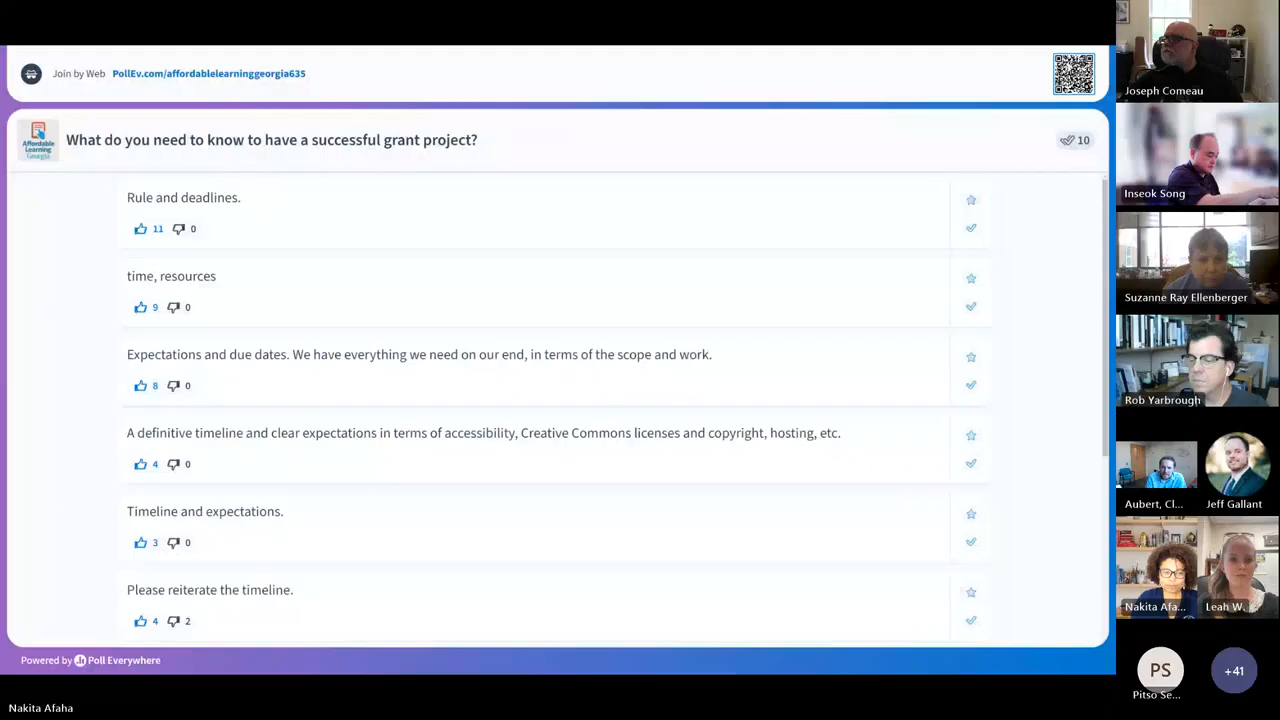 Join by Web PollEv.com/affordablelearninggeorgia635
Affordable
Learning
Georgia
What do you need to know to have a successful grant project?
10
Rule and deadlines.
11 0
time, resources
9 0
Expectations and due dates. We have everything we need on our end, in terms of the scope and work.
8 0
A definitive timeline and clear expectations in terms of accessibility, Creative Commons licenses and copyright, hosting, etc.
4 0
Timeline and expectations.
3 0
Please reiterate the timeline.
4 2
Powered by Poll Everywhere
Nakita Afaha
Joseph Comeau
Inseok Song
Suzanne Ray Ellenberger
Rob Yarbrough
Aubert, Cl... Jeff Gallant
Nakita Afa... Leah W.
PS +41
Pitso Se...